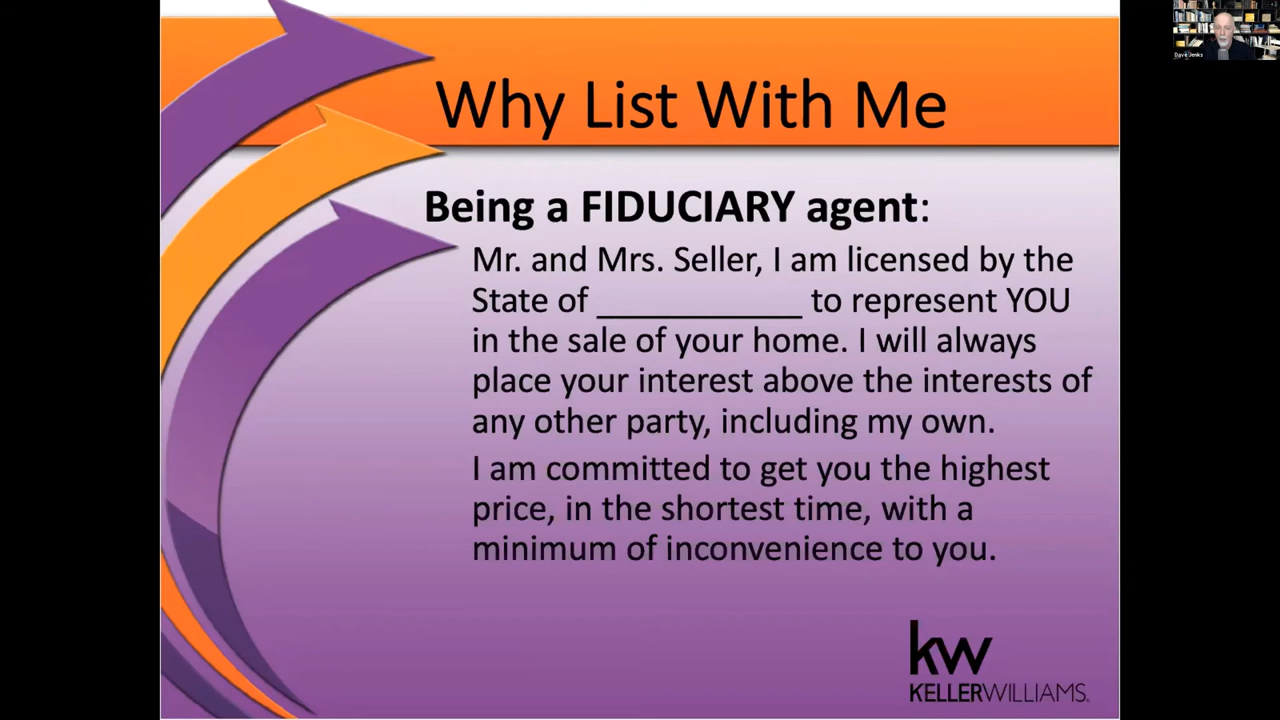 Why List With Me
Being a FIDUCIARY agent:
Mr. and Mrs. Seller, I am licensed by the
State of ___________ to represent YOU
in the sale of your home. I will always
place your interest above the interests of
any other party, including my own.
I am committed to get you the highest
price, in the shortest time, with a
minimum of inconvenience to you.
kw
KELLERWILLIAMS.
Dave Jenks